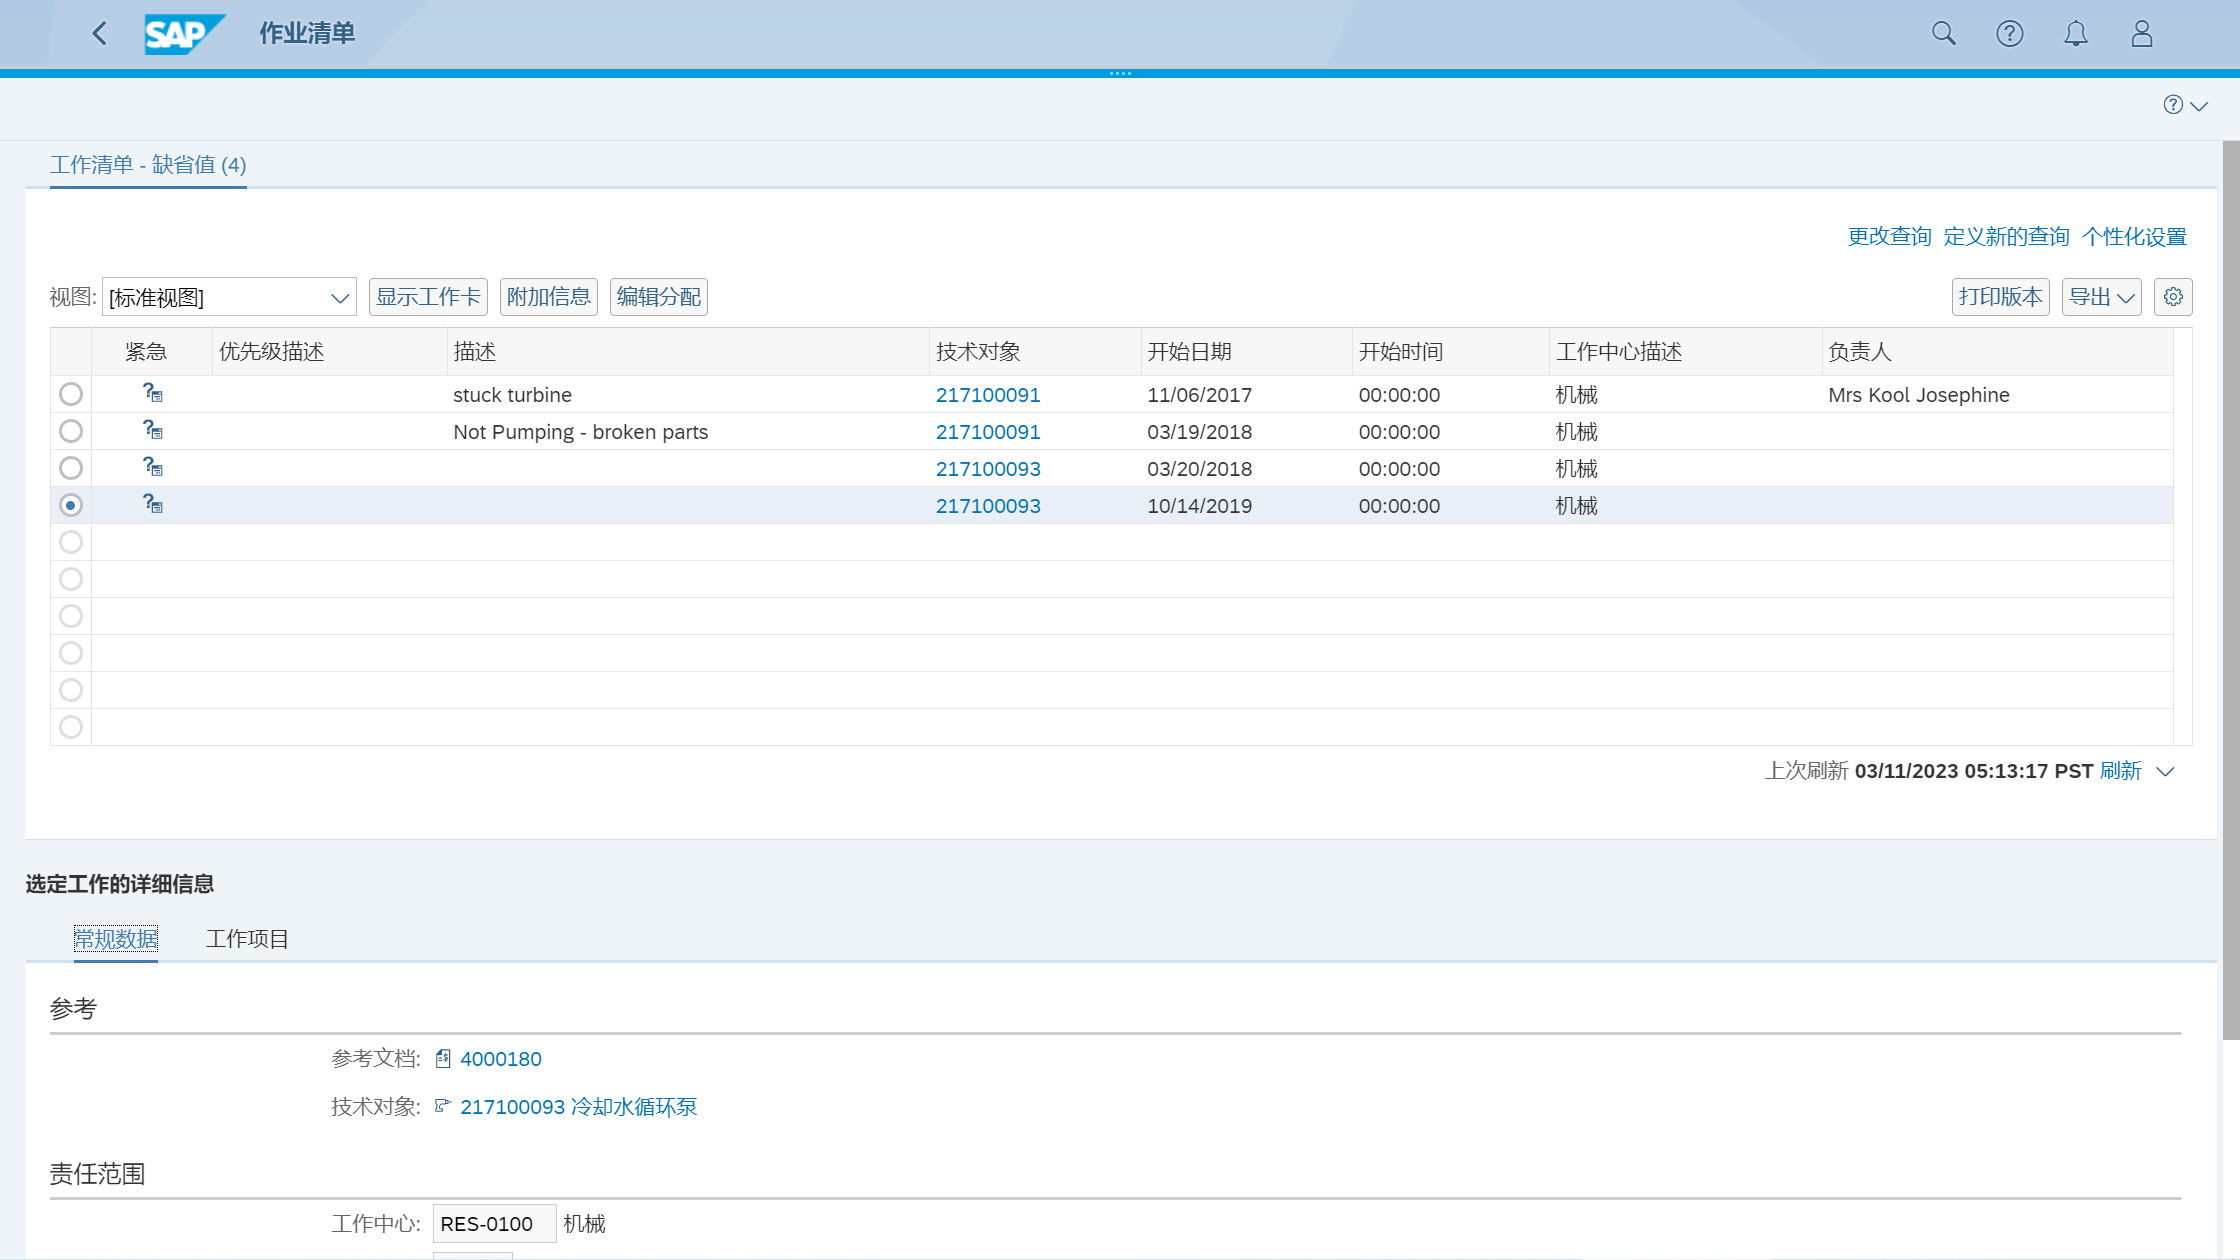 SAP 作业清单
工作清单 - 缺省值 (4)
更改查询 定义新的查询 个性化设置
视图: [标准视图] 显示工作卡 附加信息 编辑分配 打印版本 导出
紧急 优先级描述 描述 技术对象 开始日期 开始时间 工作中心描述 负责人
stuck turbine 217100091 11/06/2017 00:00:00 机械 Mrs Kool Josephine
Not Pumping - broken parts 217100091 03/19/2018 00:00:00 机械
217100093 03/20/2018 00:00:00 机械
217100093 10/14/2019 00:00:00 机械
上次刷新 03/11/2023 05:13:17 PST 刷新
选定工作的详细信息
常规数据 工作项目
参考
参考文档: 4000180
技术对象: 217100093 冷却水循环泵
责任范围
工作中心: RES-0100 机械